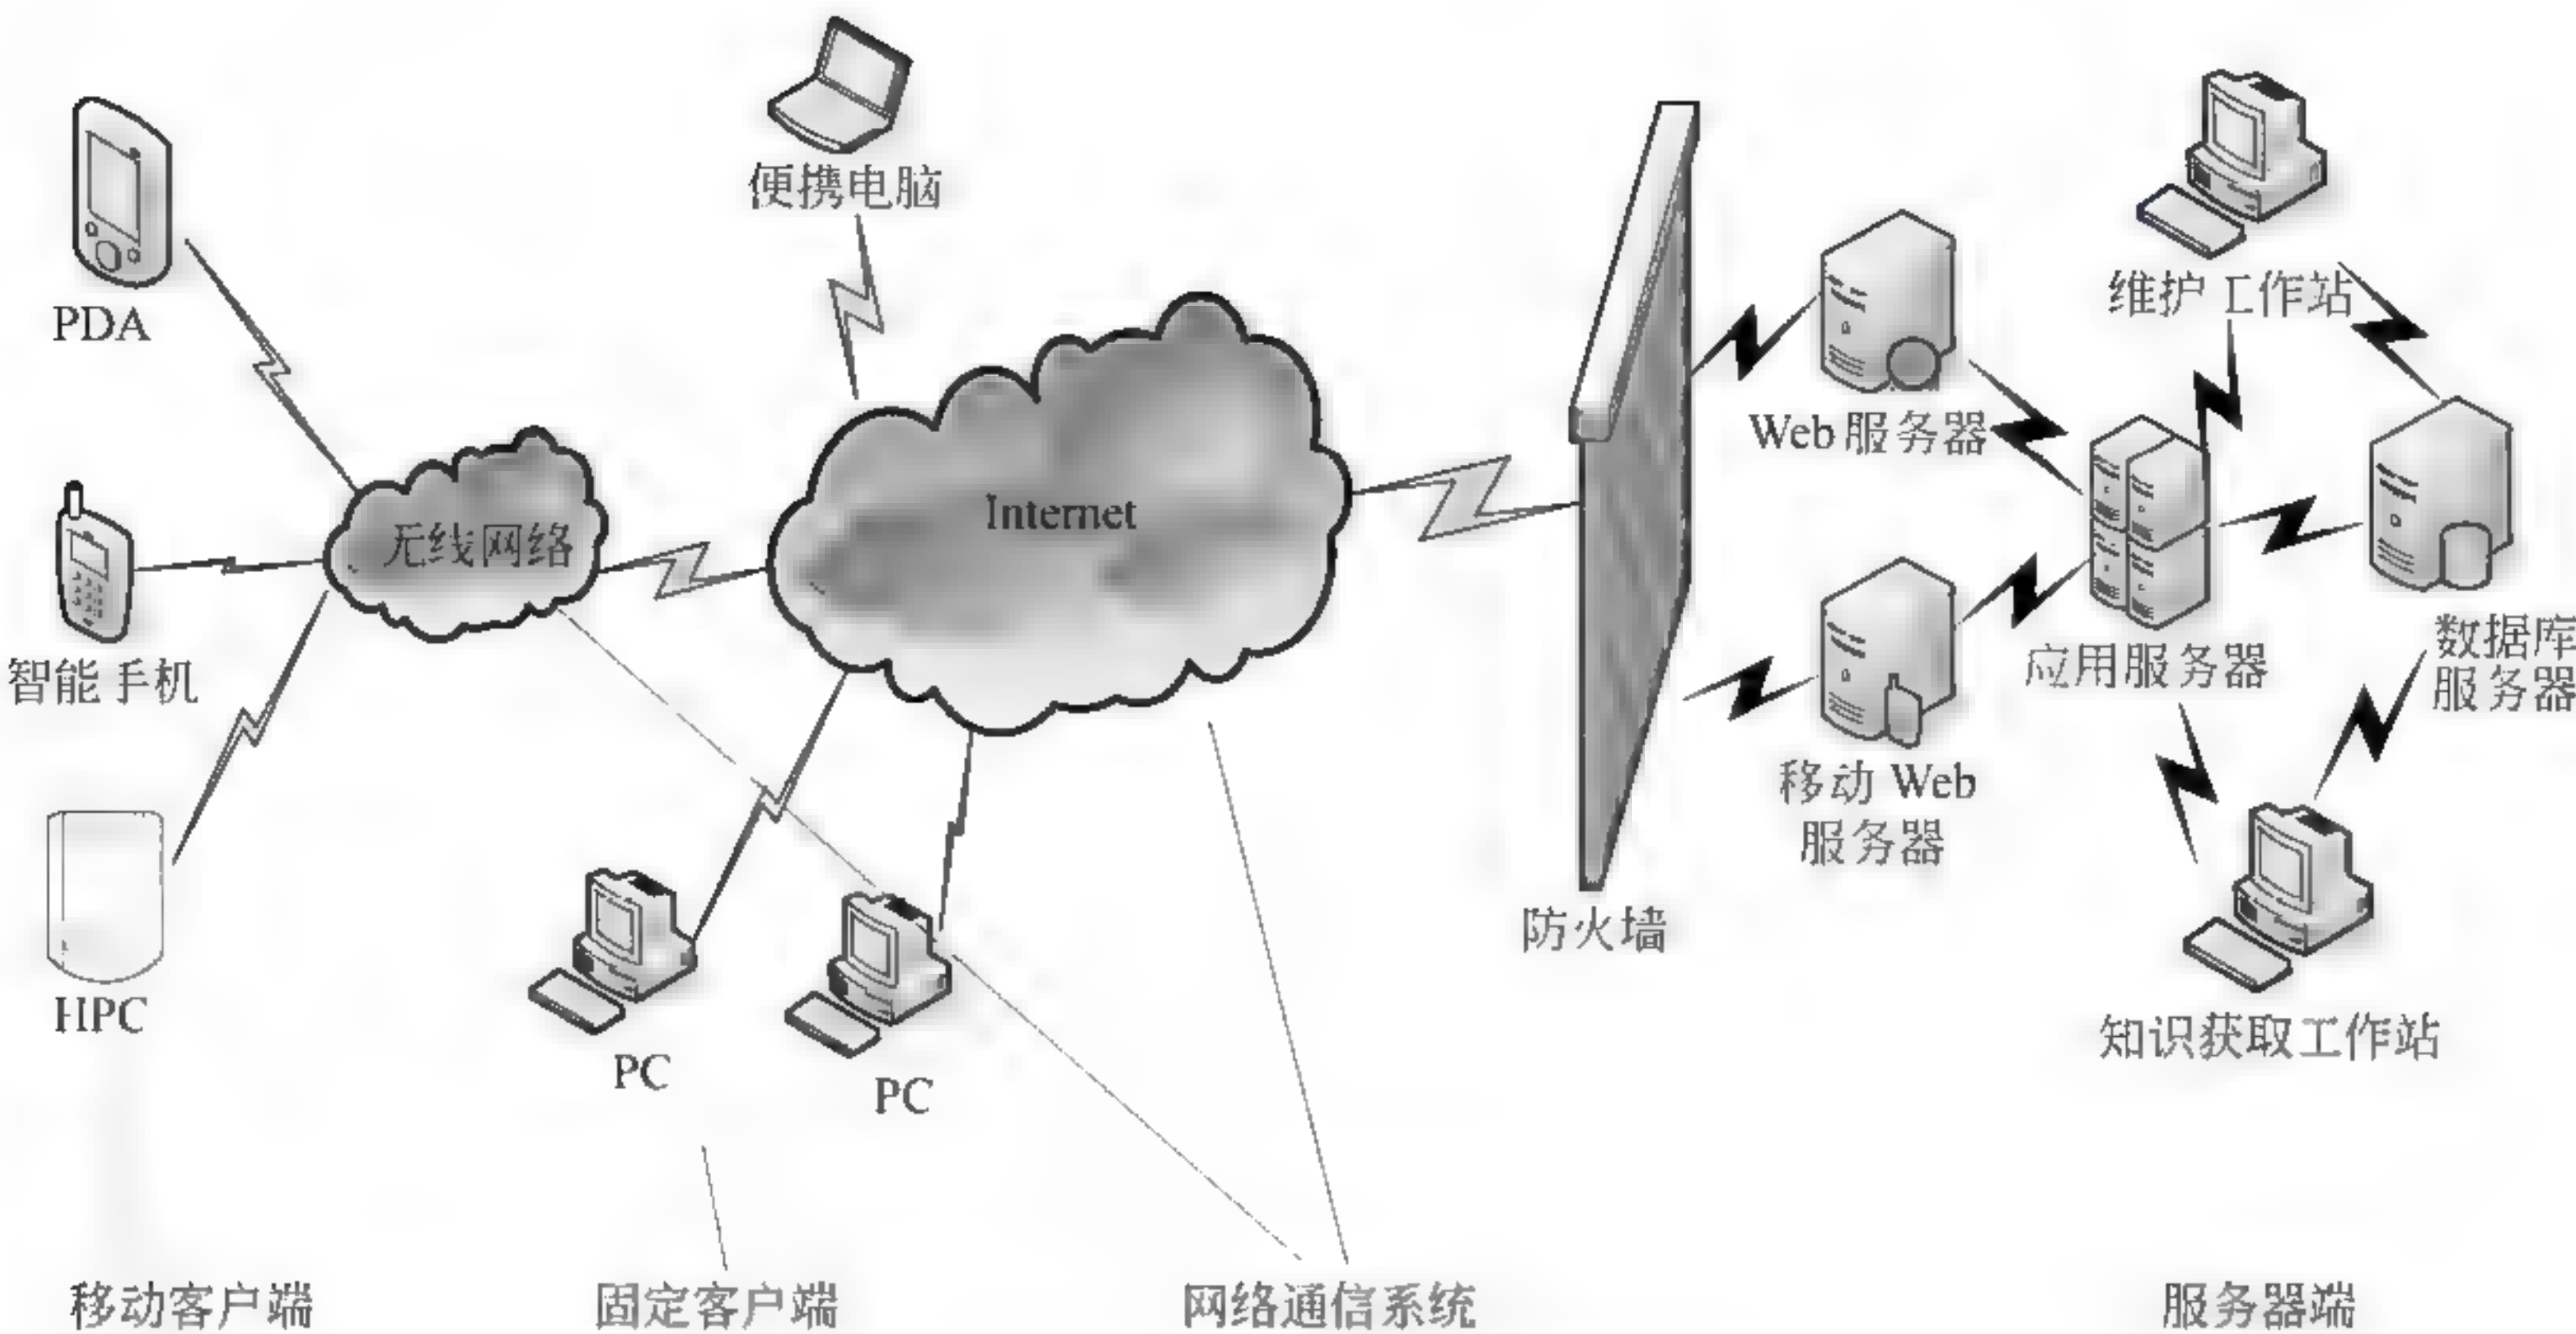 便携电脑
PDA
维护工作站
Web服务器
Internet
无线网络
智能手机
应用服务器
数据库
服务器
移动 Web
服务器
防火墙
HPC
知识获取工作站
PC
PC
移动客户端
固定客户端
网络通信系统
服务器端